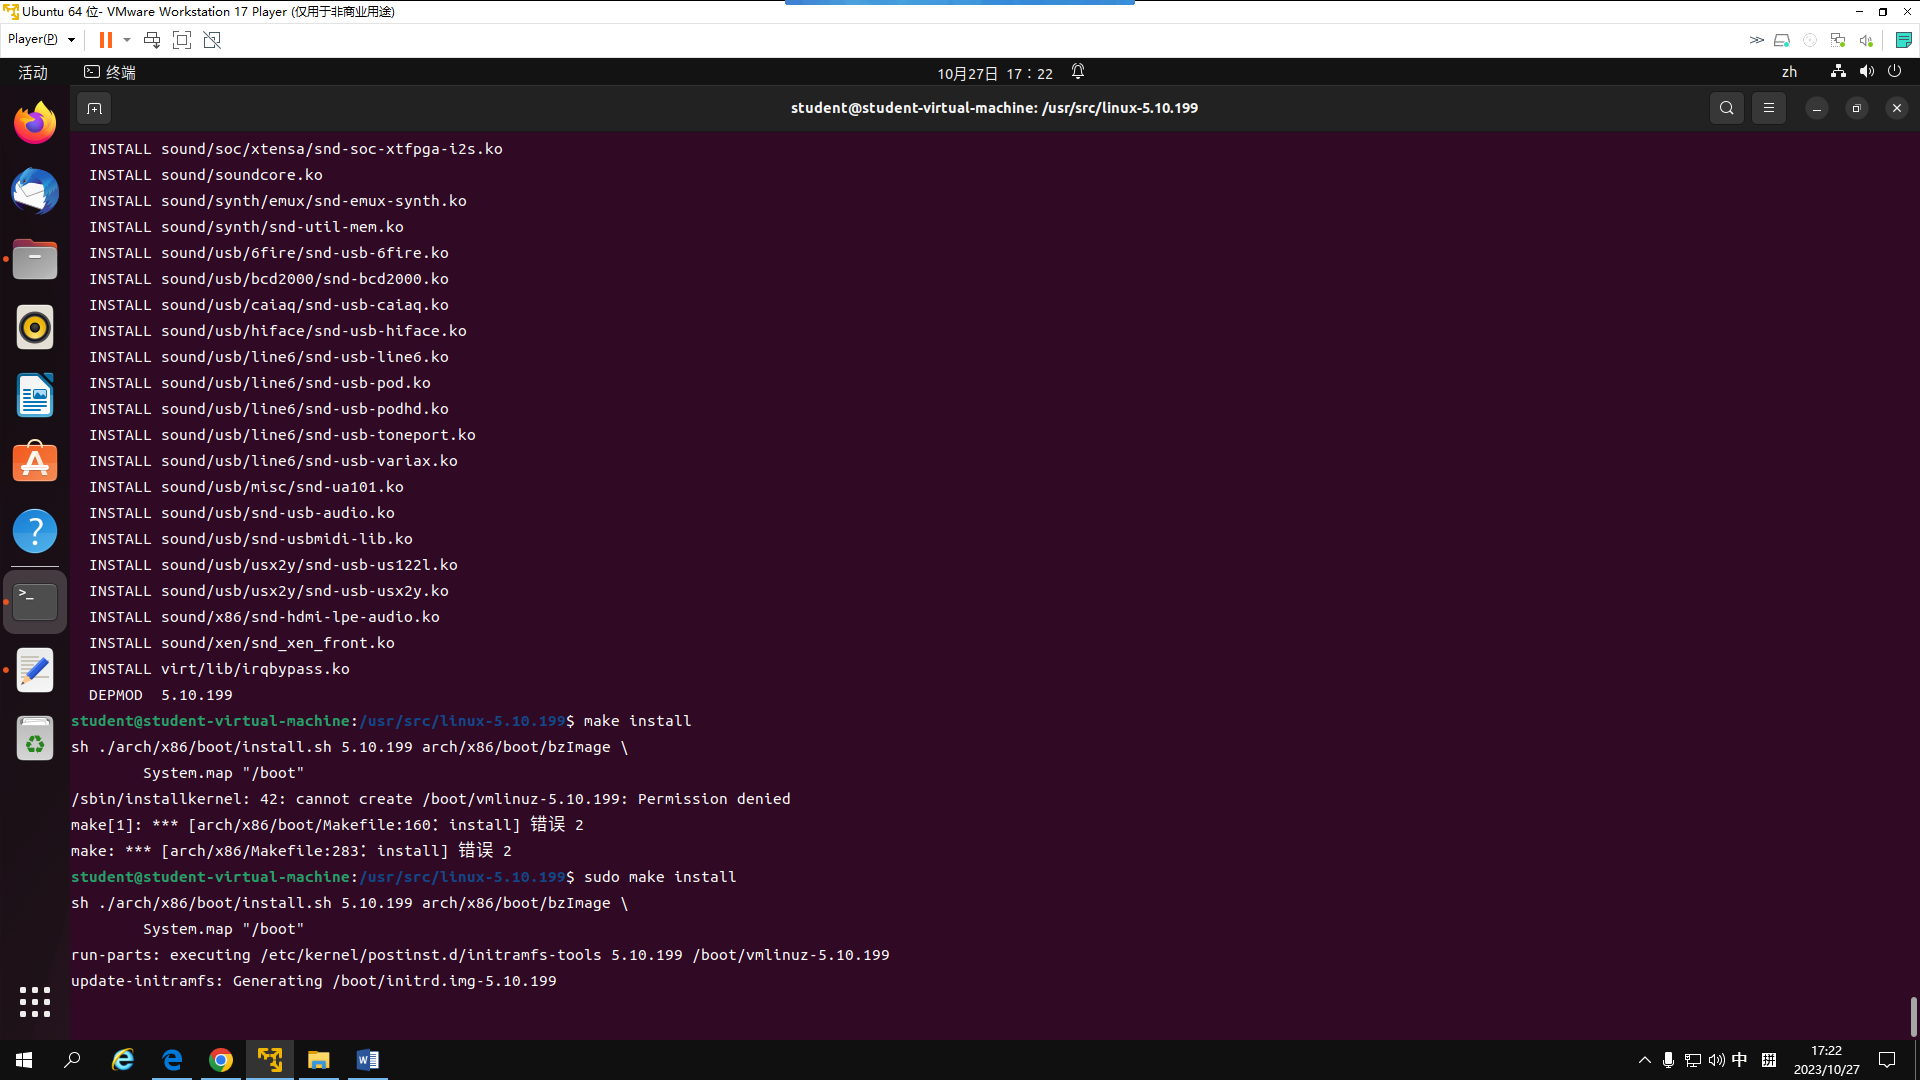 Ubuntu 64 位- VMware Workstation 17 Player (仅用于非商业用途)
Player(P)
活动
终端
10月27日 17：22
zh
student@student-virtual-machine: /usr/src/linux-5.10.199
INSTALL sound/soc/xtensa/snd-soc-xtfpga-i2s.ko
INSTALL sound/soundcore.ko
INSTALL sound/synth/emux/snd-emux-synth.ko
INSTALL sound/synth/snd-util-mem.ko
INSTALL sound/usb/6fire/snd-usb-6fire.ko
INSTALL sound/usb/bcd2000/snd-bcd2000.ko
INSTALL sound/usb/caiaq/snd-usb-caiaq.ko
INSTALL sound/usb/hiface/snd-usb-hiface.ko
INSTALL sound/usb/line6/snd-usb-line6.ko
INSTALL sound/usb/line6/snd-usb-pod.ko
INSTALL sound/usb/line6/snd-usb-podhd.ko
INSTALL sound/usb/line6/snd-usb-toneport.ko
INSTALL sound/usb/line6/snd-usb-variax.ko
INSTALL sound/usb/misc/snd-ua101.ko
INSTALL sound/usb/snd-usb-audio.ko
INSTALL sound/usb/snd-usbmidi-lib.ko
INSTALL sound/usb/usx2y/snd-usb-us122l.ko
INSTALL sound/usb/usx2y/snd-usb-usx2y.ko
INSTALL sound/x86/snd-hdmi-lpe-audio.ko
INSTALL sound/xen/snd_xen_front.ko
INSTALL virt/lib/irqbypass.ko
DEPMOD  5.10.199
student@student-virtual-machine:/usr/src/linux-5.10.199$ make install
sh ./arch/x86/boot/install.sh 5.10.199 arch/x86/boot/bzImage \
System.map "/boot"
/sbin/installkernel: 42: cannot create /boot/vmlinuz-5.10.199: Permission denied
make[1]: *** [arch/x86/boot/Makefile:160：install] 错误 2
make: *** [arch/x86/Makefile:283：install] 错误 2
student@student-virtual-machine:/usr/src/linux-5.10.199$ sudo make install
sh ./arch/x86/boot/install.sh 5.10.199 arch/x86/boot/bzImage \
System.map "/boot"
run-parts: executing /etc/kernel/postinst.d/initramfs-tools 5.10.199 /boot/vmlinuz-5.10.199
update-initramfs: Generating /boot/initrd.img-5.10.199
中
17:22
2023/10/27